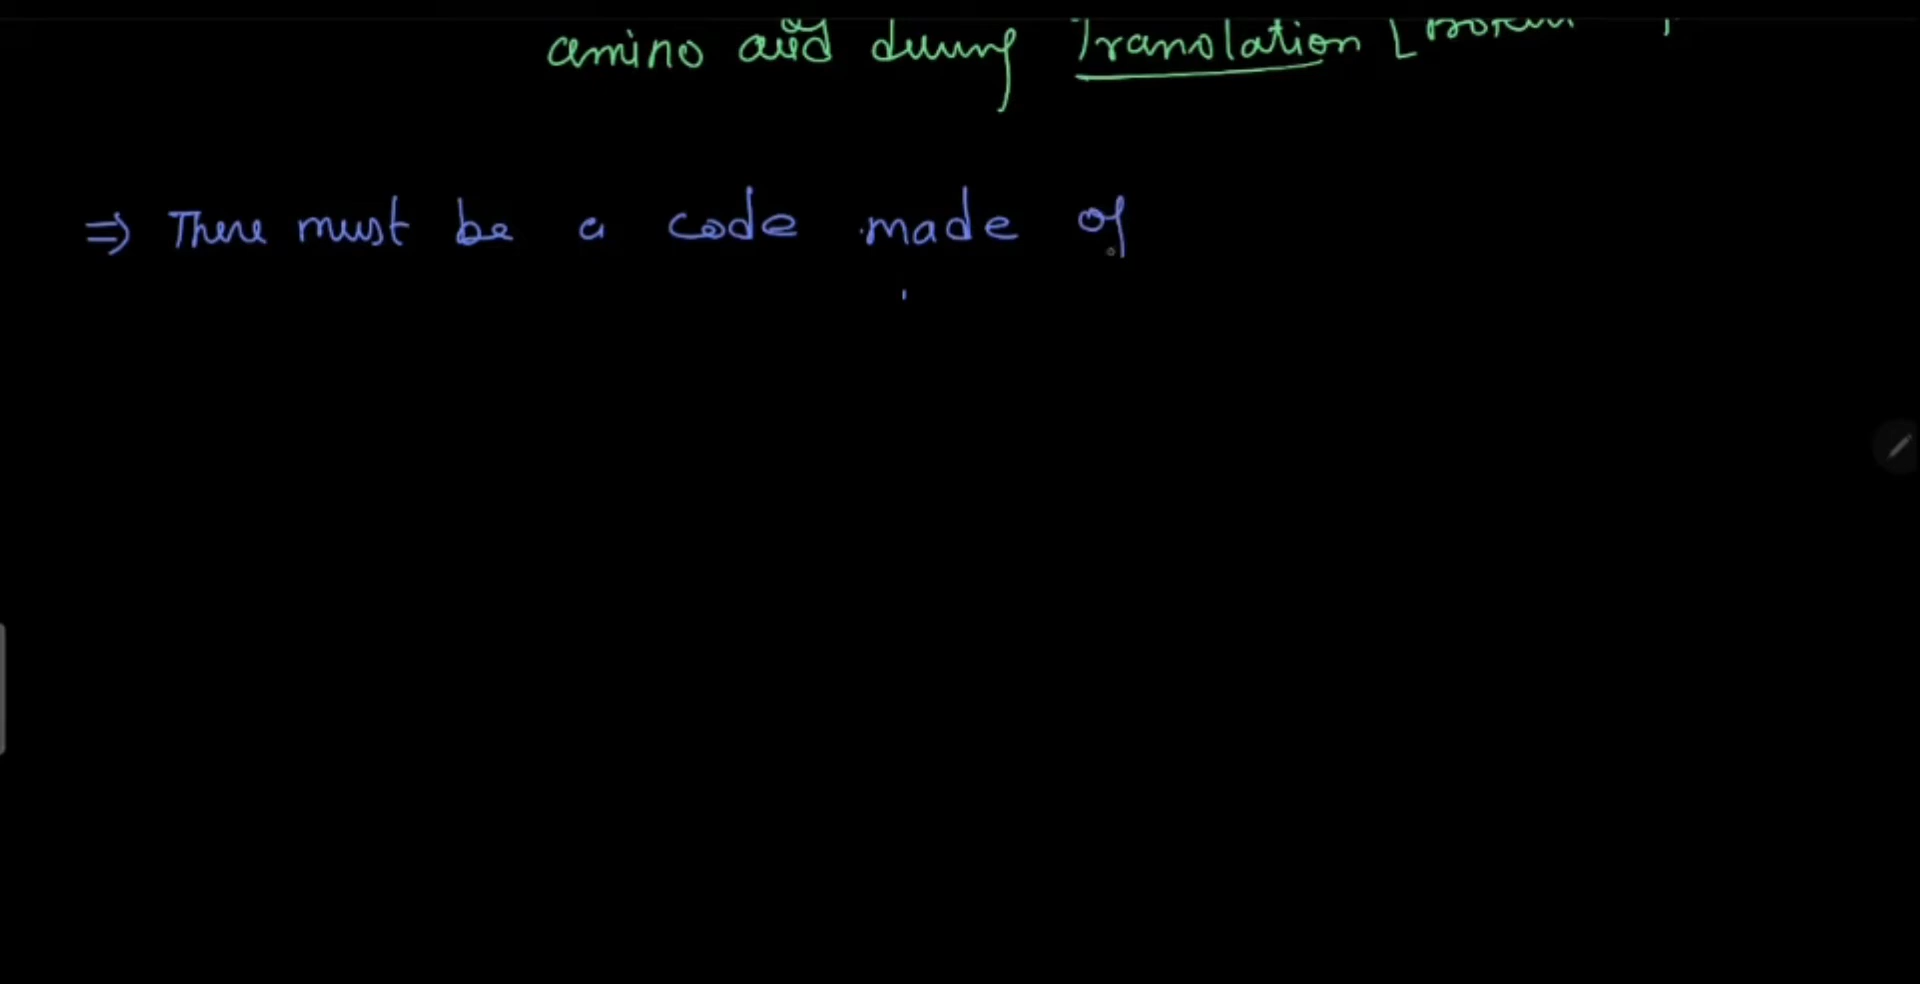 amino acid during Translation [
⇒ There must be a code made of